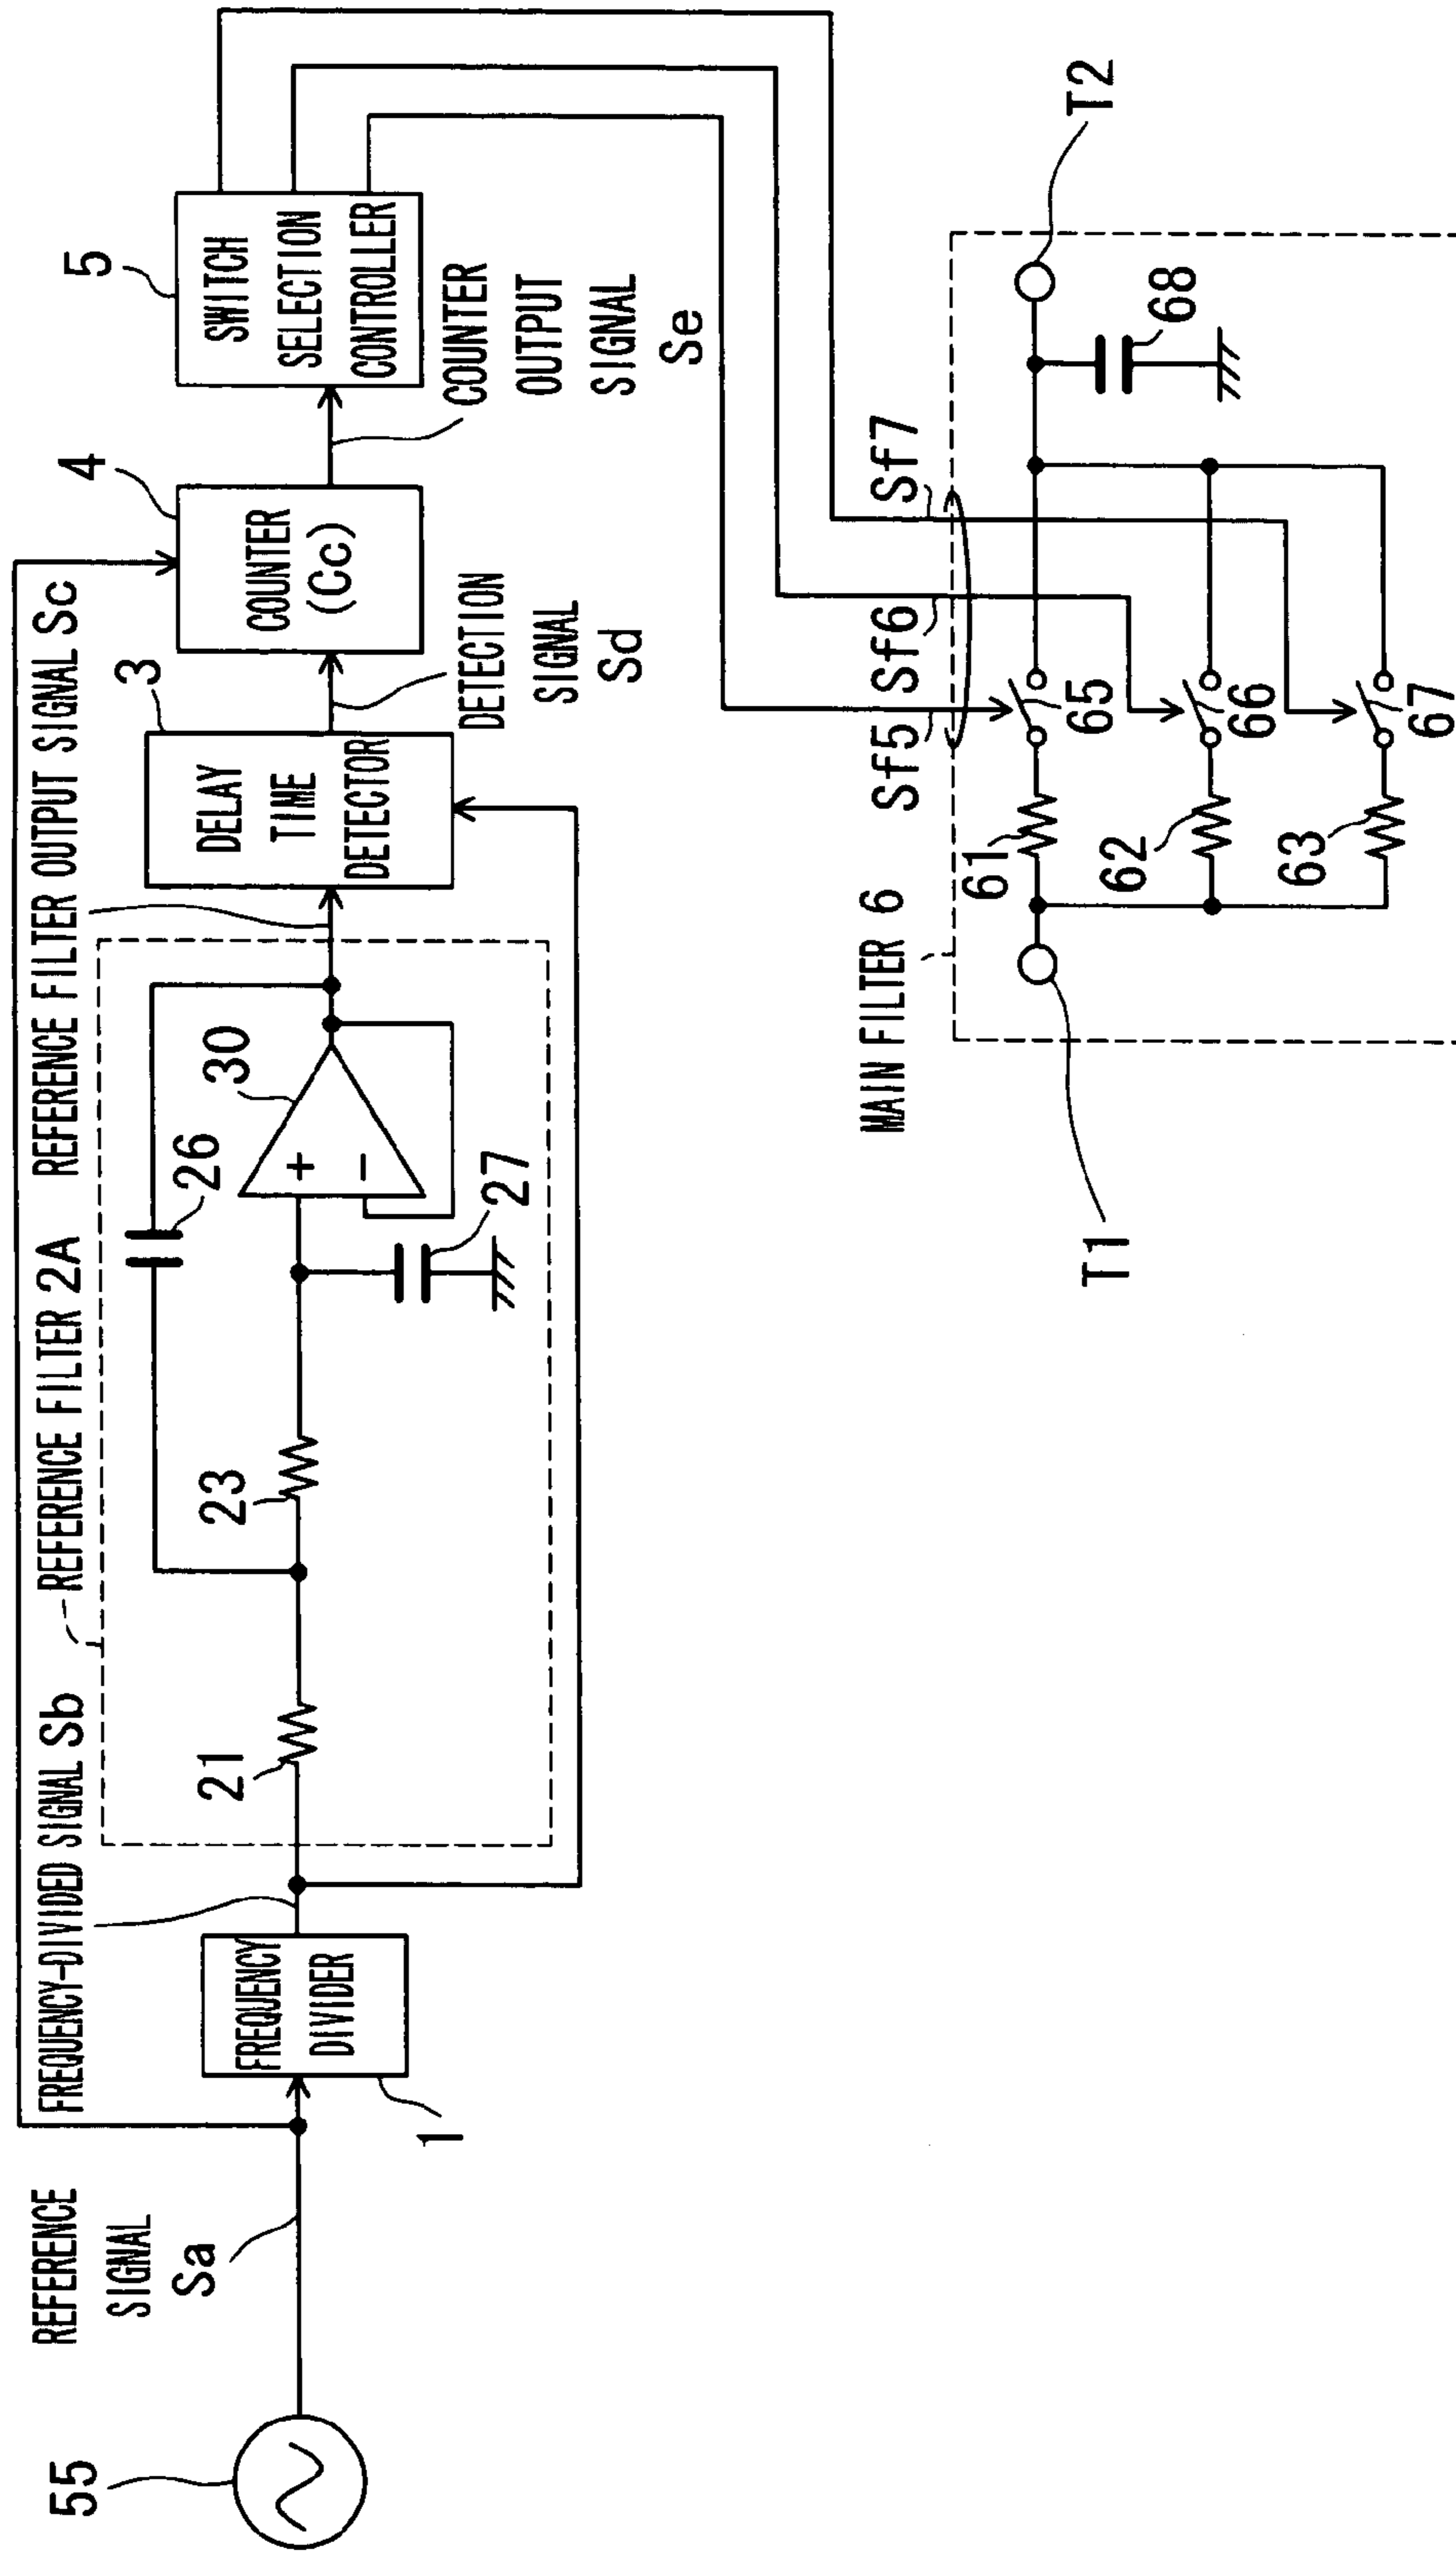 55
REFERENCE
SIGNAL
Sa
1
FREQUENCY
DIVIDER
FREQUENCY-DIVIDED SIGNAL Sb
REFERENCE FILTER 2A
21
23
26
27
30
+
−
REFERENCE FILTER OUTPUT SIGNAL Sc
3
DELAY
TIME
DETECTOR
DETECTION
SIGNAL
Sd
4
COUNTER
(Cc)
COUNTER
OUTPUT
SIGNAL
Se
5
SWITCH
SELECTION
CONTROLLER
MAIN FILTER 6
Sf5
Sf6
Sf7
T1
61
62
63
65
66
67
68
T2